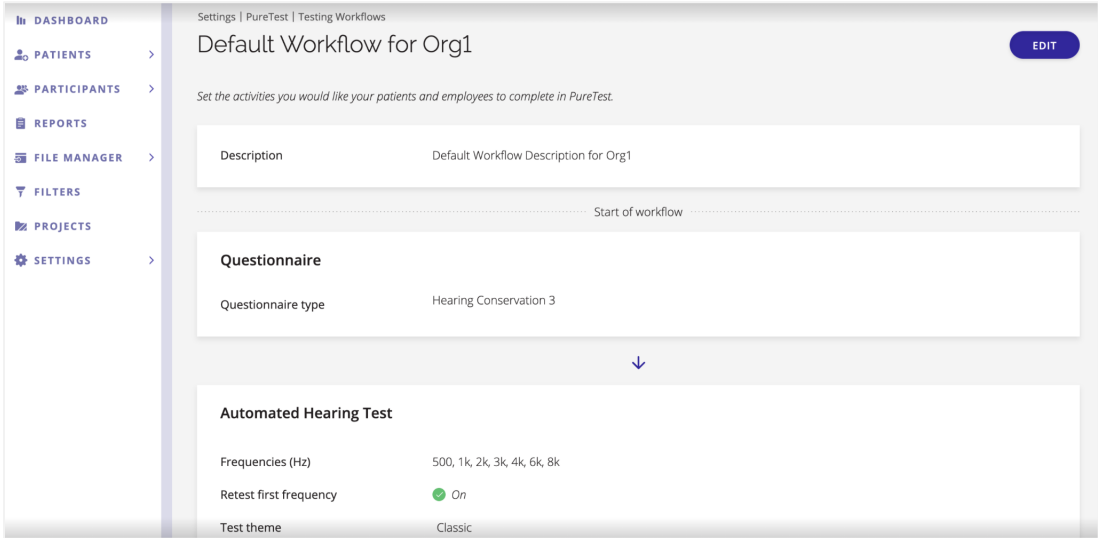 DASHBOARD
PATIENTS
PARTICIPANTS
REPORTS
FILE MANAGER
FILTERS
PROJECTS
SETTINGS
Settings | PureTest | Testing Workflows
Default Workflow for Org1
EDIT
Set the activities you would like your patients and employees to complete in PureTest.
Description Default Workflow Description for Org1
Start of workflow
Questionnaire
Questionnaire type Hearing Conservation 3
Automated Hearing Test
Frequencies (Hz) 500, 1k, 2k, 3k, 4k, 6k, 8k
Retest first frequency On
Test theme Classic